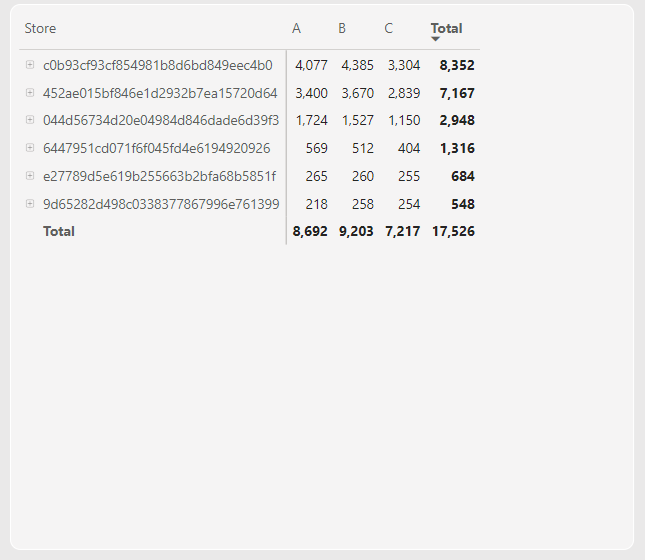 Store A B C Total
c0b93cf93cf854981b8d6bd849eec4b0 4,077 4,385 3,304 8,352
452ae015bf846e1d2932b7ea15720d64 3,400 3,670 2,839 7,167
044d56734d20e04984d846dade6d39f3 1,724 1,527 1,150 2,948
6447951cd071f6f045fd4e6194920926 569 512 404 1,316
e27789d5e619b255663b2bfa68b5851f 265 260 255 684
9d65282d498c0338377867996e761399 218 258 254 548
Total 8,692 9,203 7,217 17,526